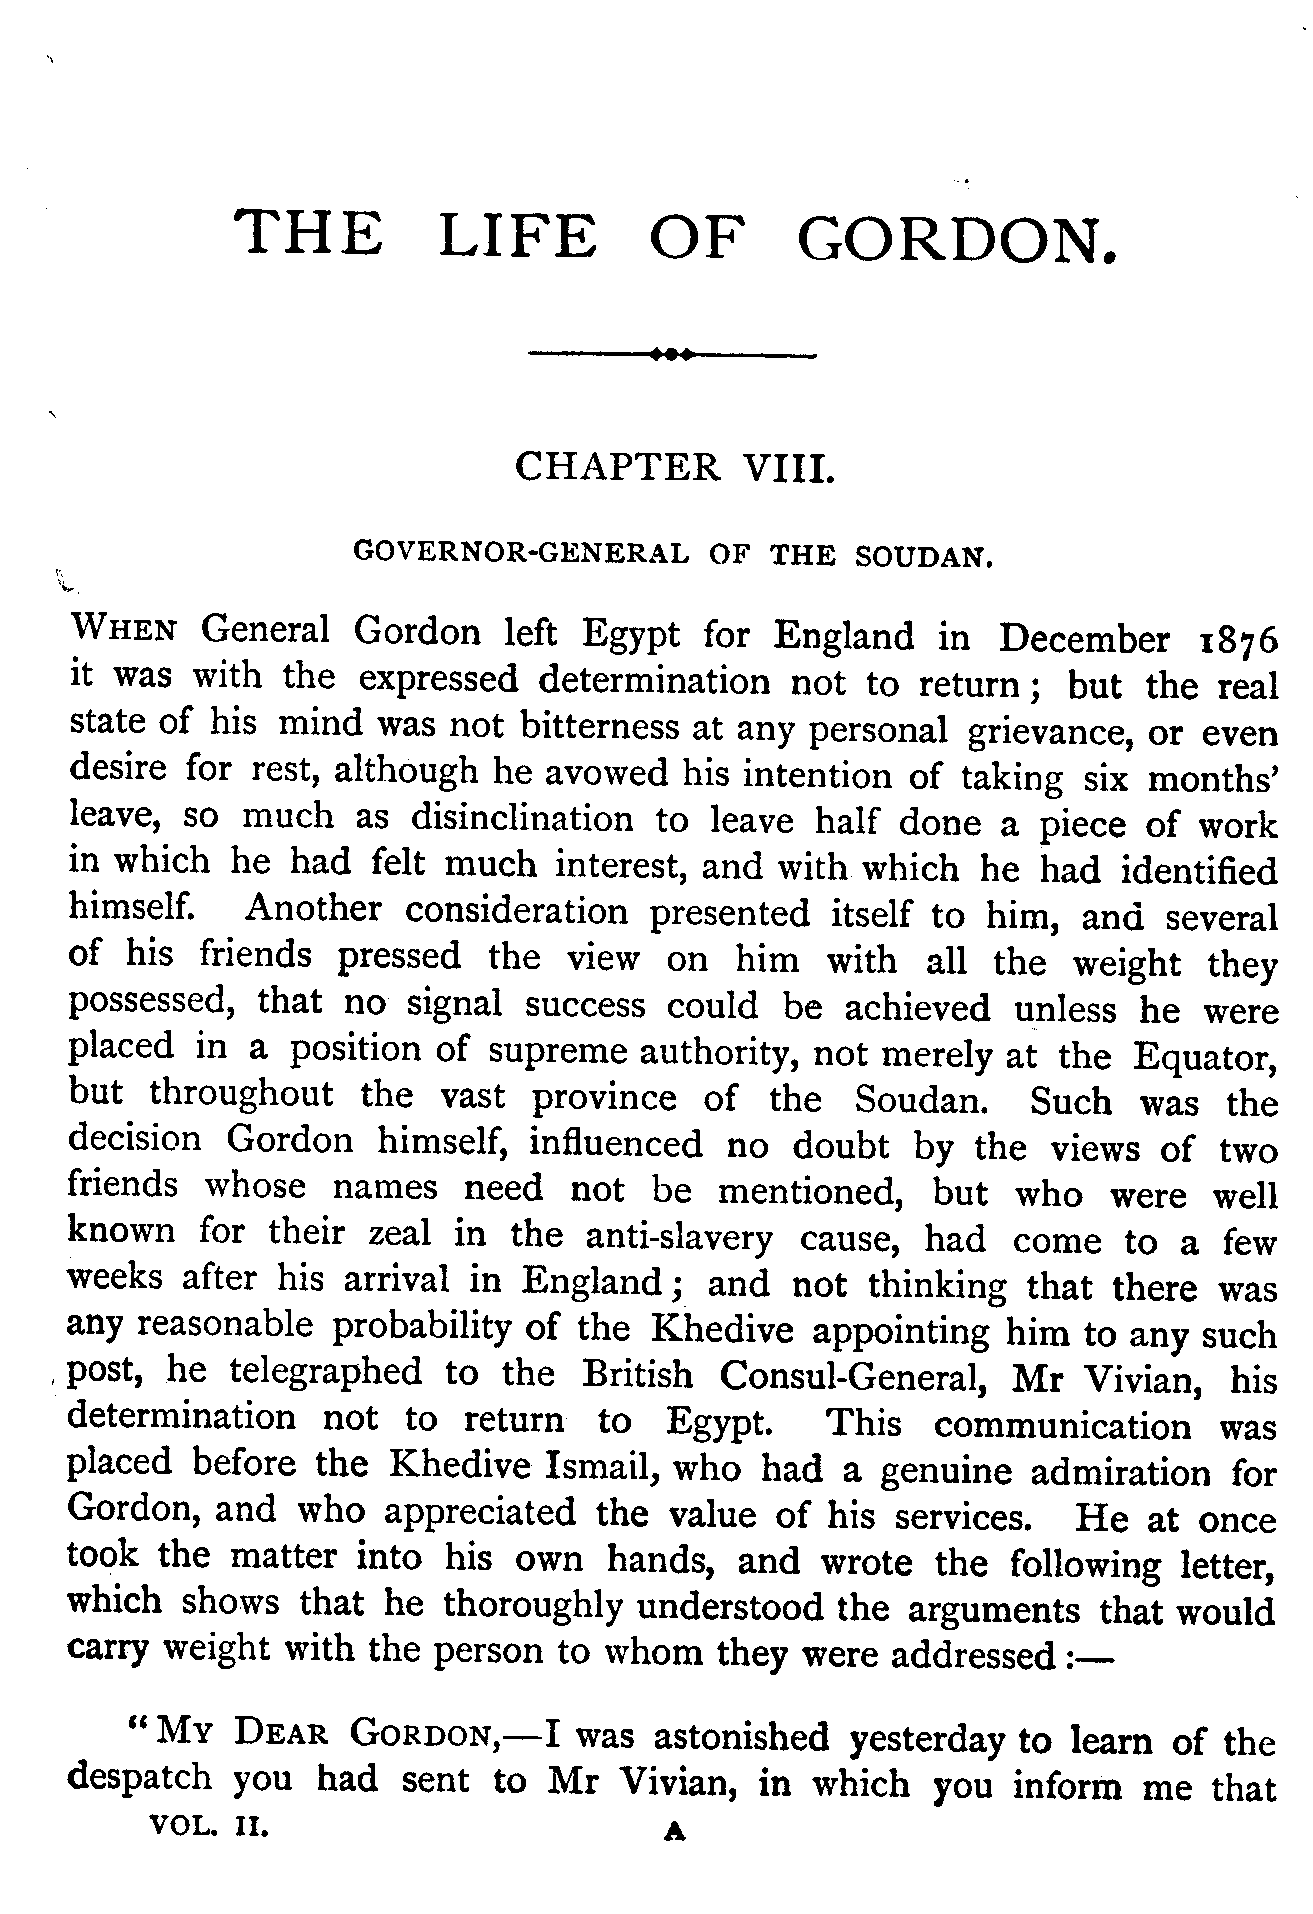 THE LIFE OF GORDON.
CHAPTER VIII.
GOVERNOR-GENERAL OF THE SOUDAN.
WHEN General Gordon left Egypt for England in December 1876
it was with the expressed determination not to return; but the real
state of his mind was not bitterness at any personal grievance, or even
desire for rest, although he avowed his intention of taking six months'
leave, so much as disinclination to leave half done a piece of work
in which he had felt much interest, and with which he had identified
himself. Another consideration presented itself to him, and several
of his friends pressed the view on him with all the weight they
possessed, that no signal success could be achieved unless he were
placed in a position of supreme authority, not merely at the Equator,
but throughout the vast province of the Soudan. Such was the
decision Gordon himself, influenced no doubt by the views of two
friends whose names need not be mentioned, but who were well
known for their zeal in the anti-slavery cause, had come to a few
weeks after his arrival in England; and not thinking that there was
any reasonable probability of the Khedive appointing him to any such
post, he telegraphed to the British Consul-General, Mr Vivian, his
determination not to return to Egypt. This communication was
placed before the Khedive Ismail, who had a genuine admiration for
Gordon, and who appreciated the value of his services. He at once
took the matter into his own hands, and wrote the following letter,
which shows that he thoroughly understood the arguments that would
carry weight with the person to whom they were addressed:—
"MY DEAR GORDON,—I was astonished yesterday to learn of the
despatch you had sent to Mr Vivian, in which you inform me that
VOL. II. A